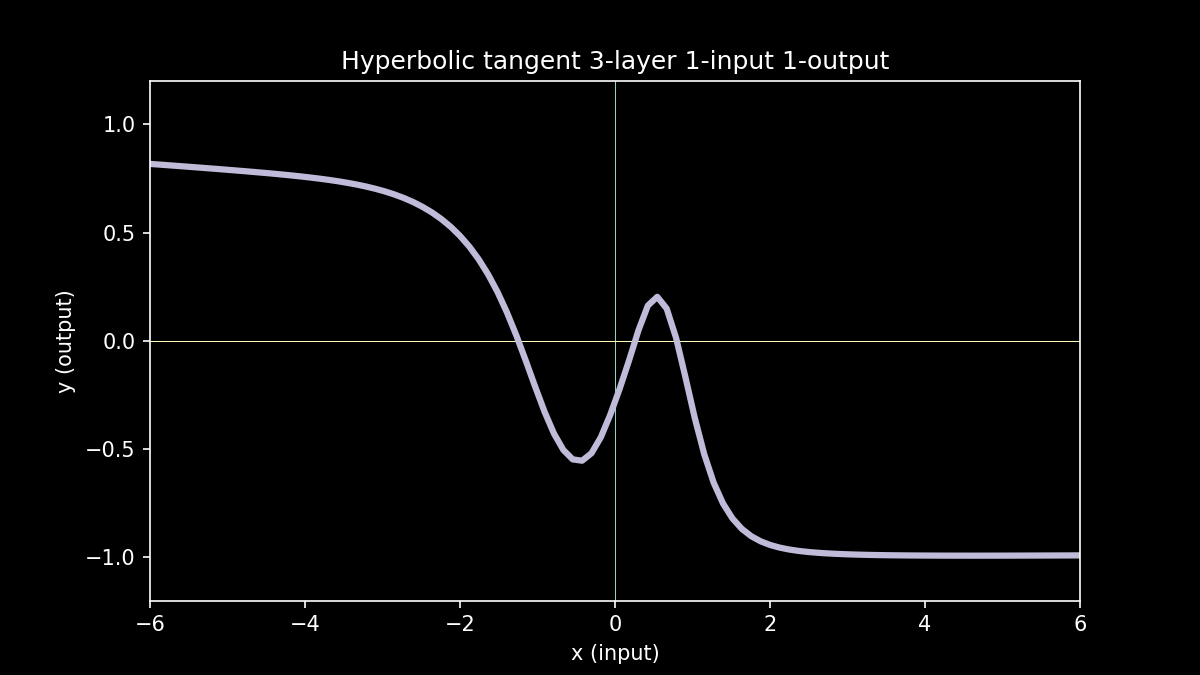 Hyperbolic tangent 3-layer 1-input 1-output
1.0
0.5
0.0
−0.5
−1.0
y (output)
−6 −4 −2 0 2 4 6
x (input)